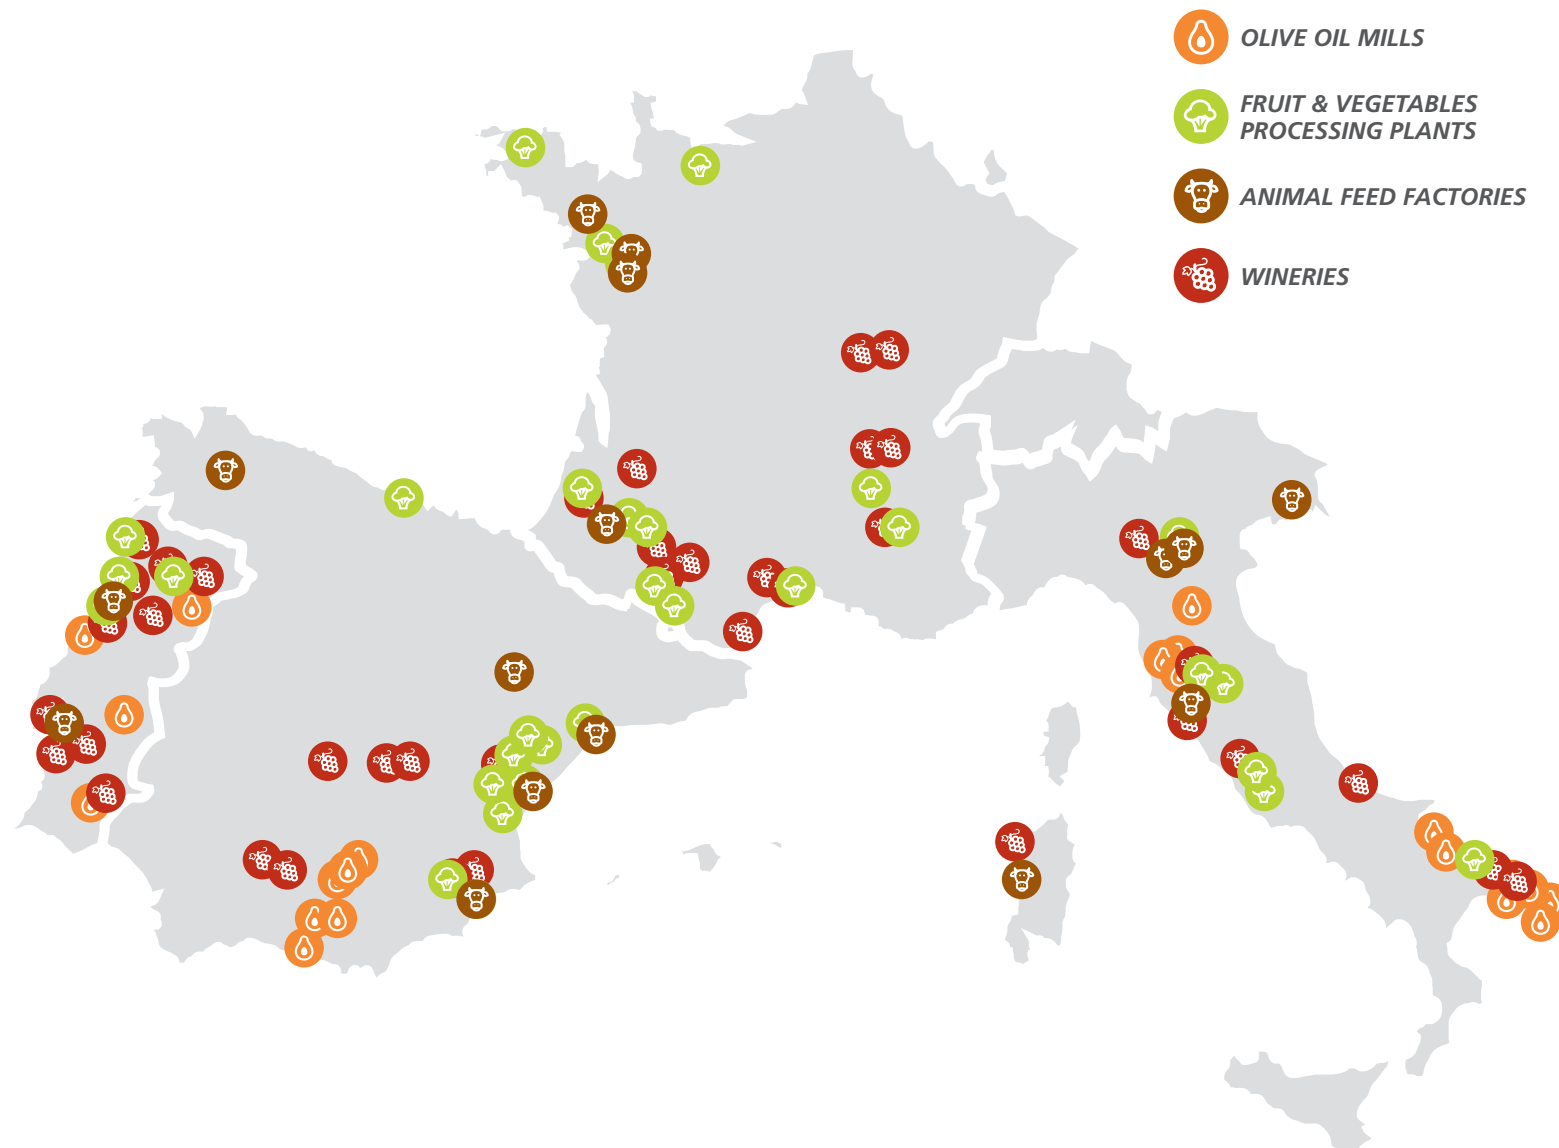 OLIVE OIL MILLS
FRUIT & VEGETABLES
PROCESSING PLANTS
ANIMAL FEED FACTORIES
WINERIES